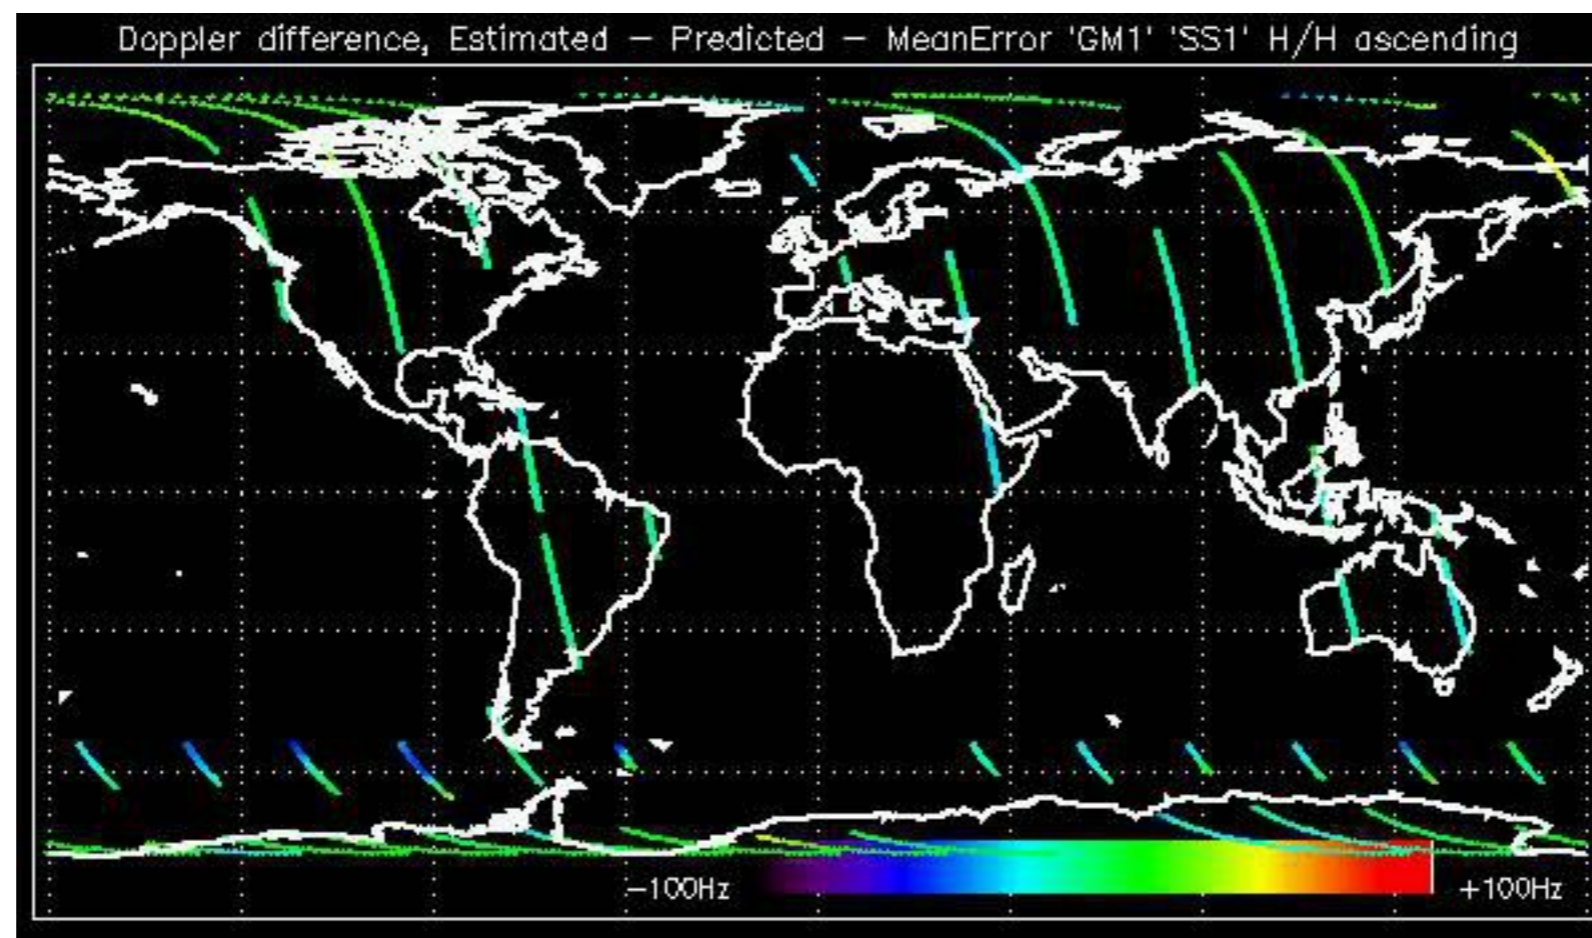 Doppler difference, Estimated − Predicted − MeanError 'GM1' 'SS1' H/H ascending
−100Hz
+100Hz